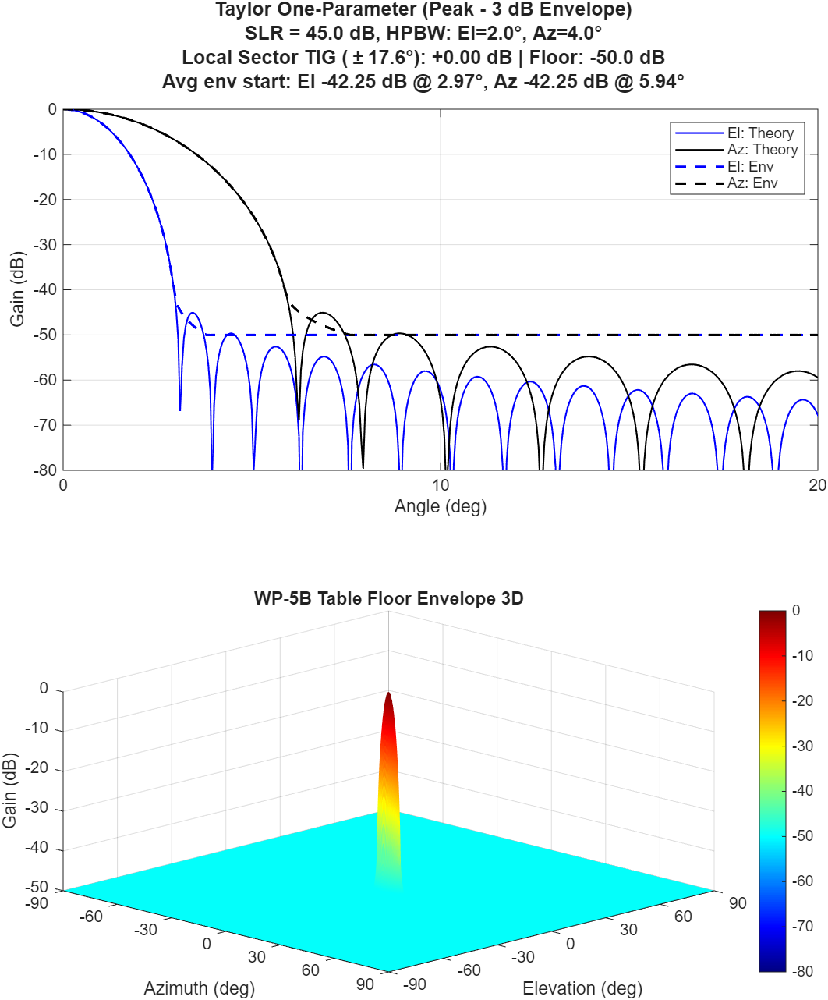 Taylor One-Parameter (Peak - 3 dB Envelope)
SLR = 45.0 dB, HPBW: El=2.0°, Az=4.0°
Local Sector TIG ( ± 17.6°): +0.00 dB | Floor: -50.0 dB
Avg env start: El -42.25 dB @ 2.97°, Az -42.25 dB @ 5.94°
El: Theory
Az: Theory
El: Env
Az: Env
0
-10
-20
-30
-40
-50
-60
-70
-80
Gain (dB)
0
10
20
Angle (deg)
WP-5B Table Floor Envelope 3D
0
-10
-20
-30
-40
-50
Gain (dB)
-90
-60
-30
0
30
60
90
Azimuth (deg)
-90
-60
-30
0
30
60
90
Elevation (deg)
0
-10
-20
-30
-40
-50
-60
-70
-80